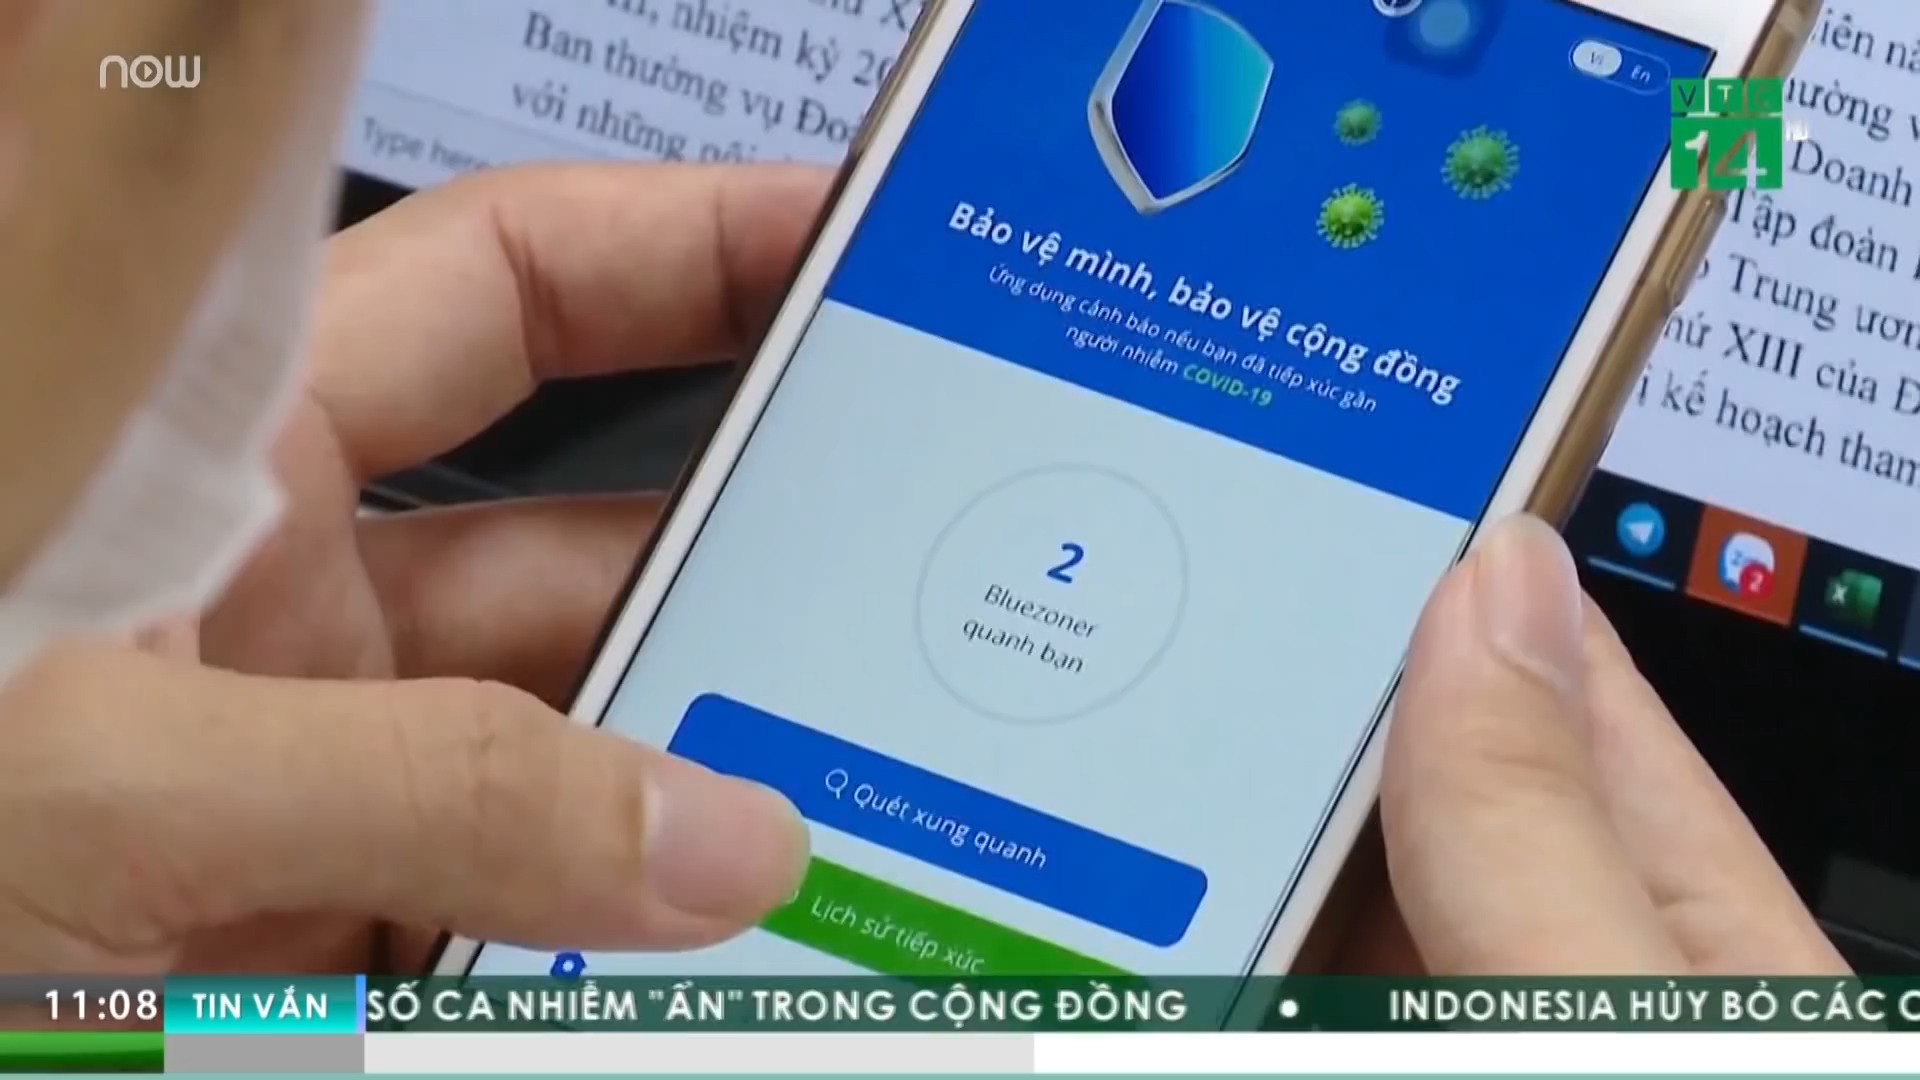 now
nhiệm kỳ
Ban thường vụ
với những
Type here
Vi En
VTC
14
Bảo vệ mình, bảo vệ cộng đồng
Ứng dụng cảnh báo nếu bạn đã tiếp xúc gần
người nhiễm COVID-19
2
Bluezoner
quanh bạn
Quét xung quanh
Lịch sử tiếp xúc
Doanh
Tập đoàn
Trung ươn
XIII của Đ
kế hoạch tham
2
11:08 TIN VẮN SỐ CA NHIỄM "ẨN" TRONG CỘNG ĐỒNG • INDONESIA HỦY BỎ CÁC C